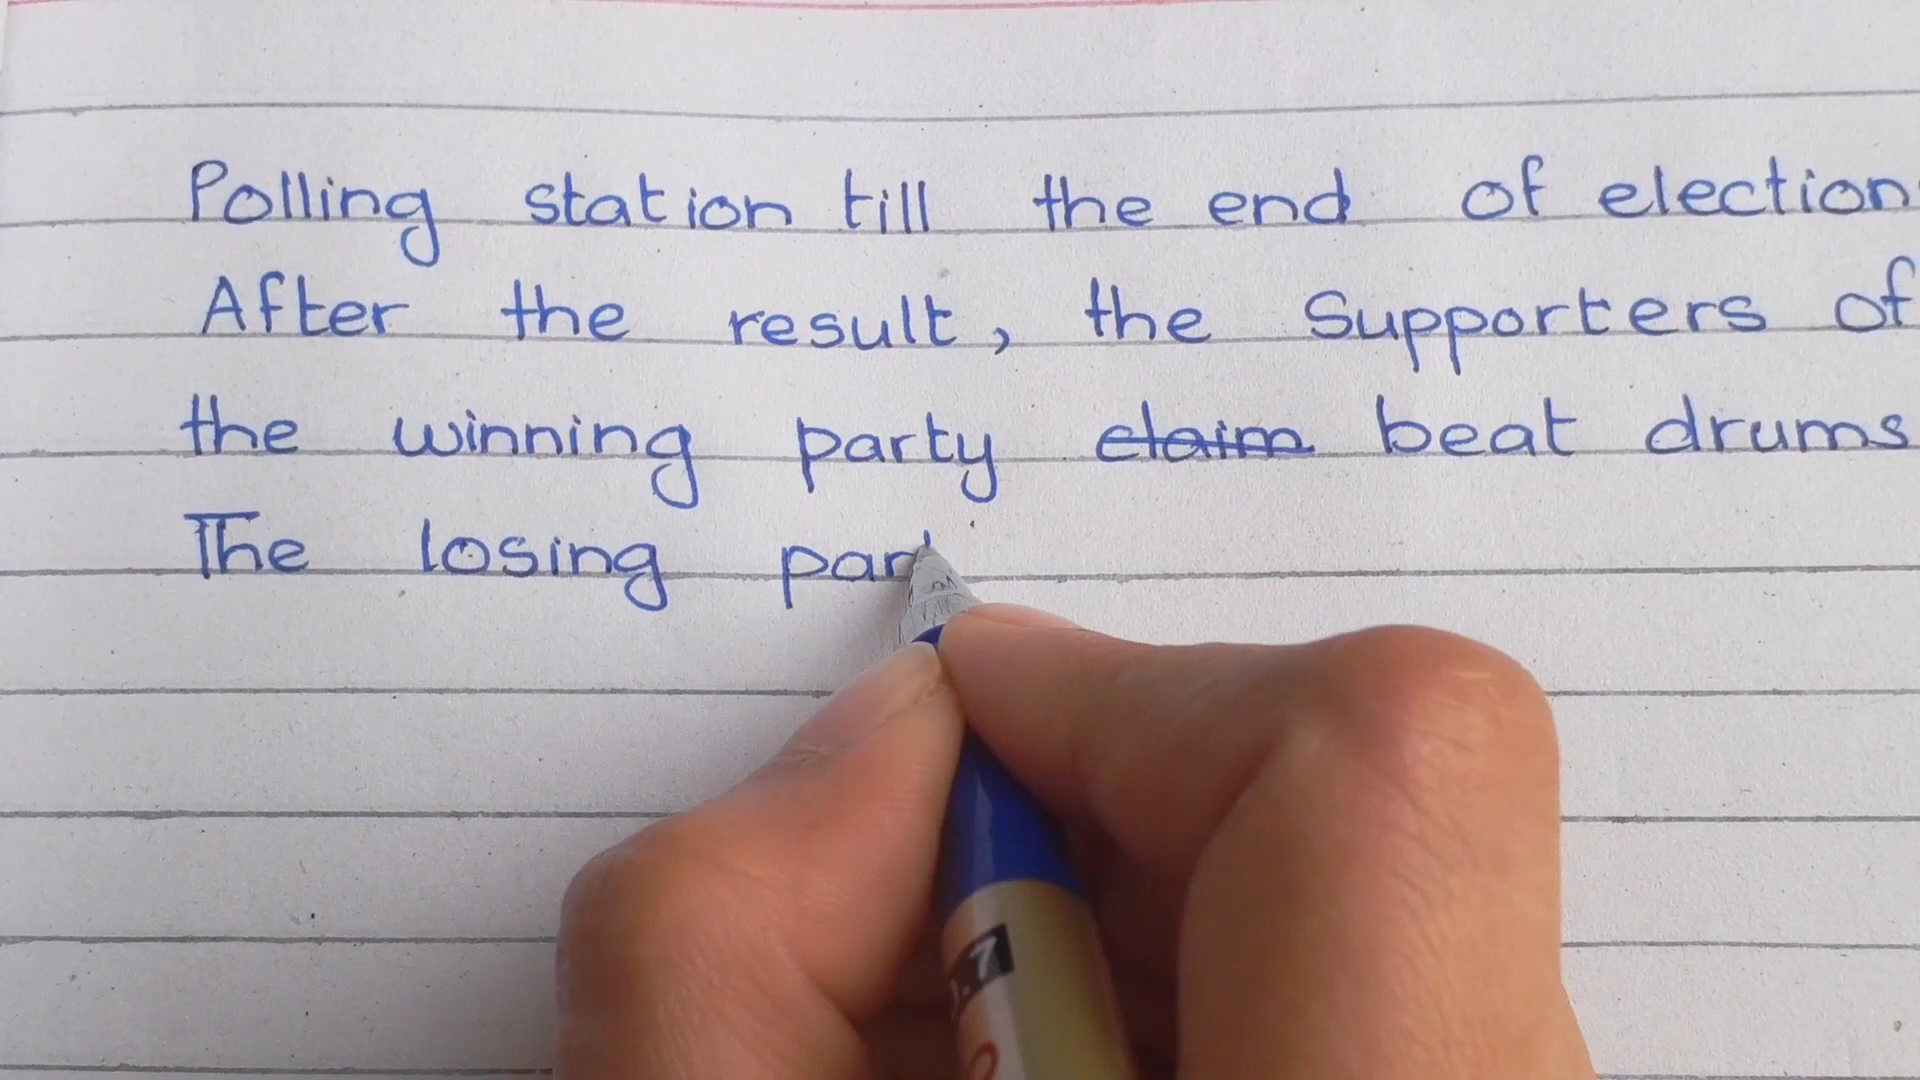 Polling station till the end of election
After the result, the Supporters of
the winning party claim beat drums
The losing par
.7